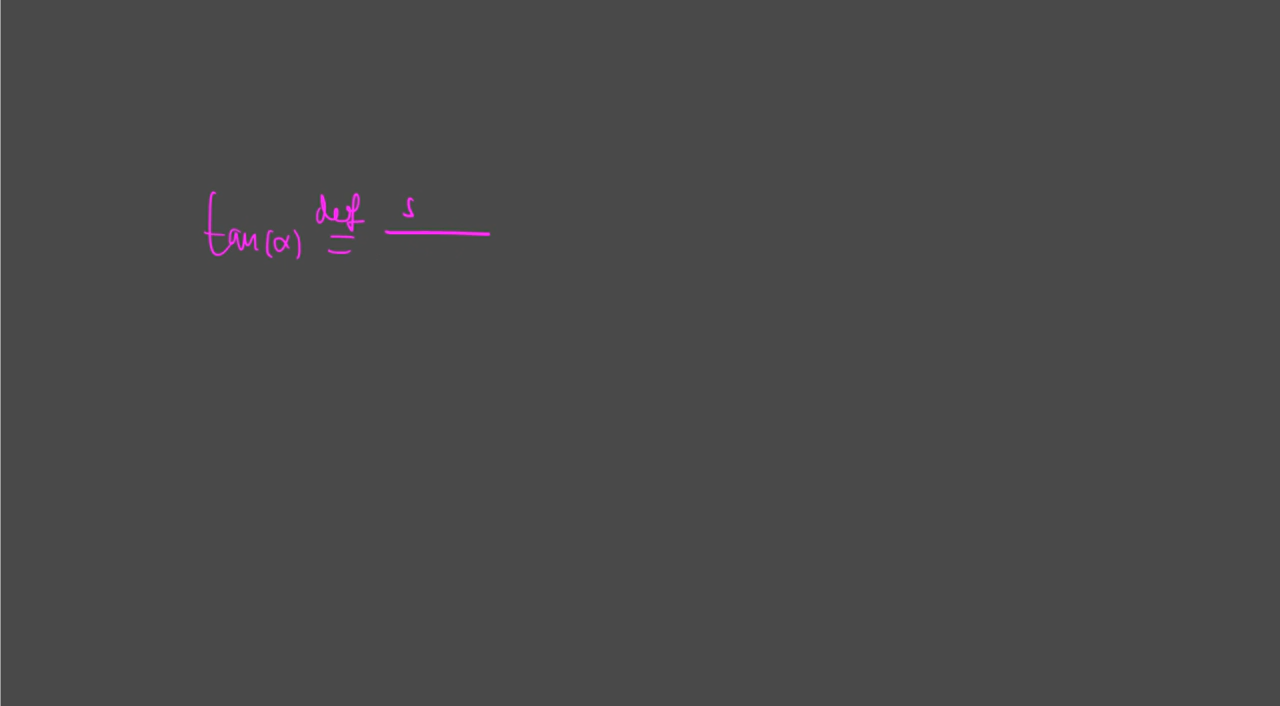 tan(α) def= s